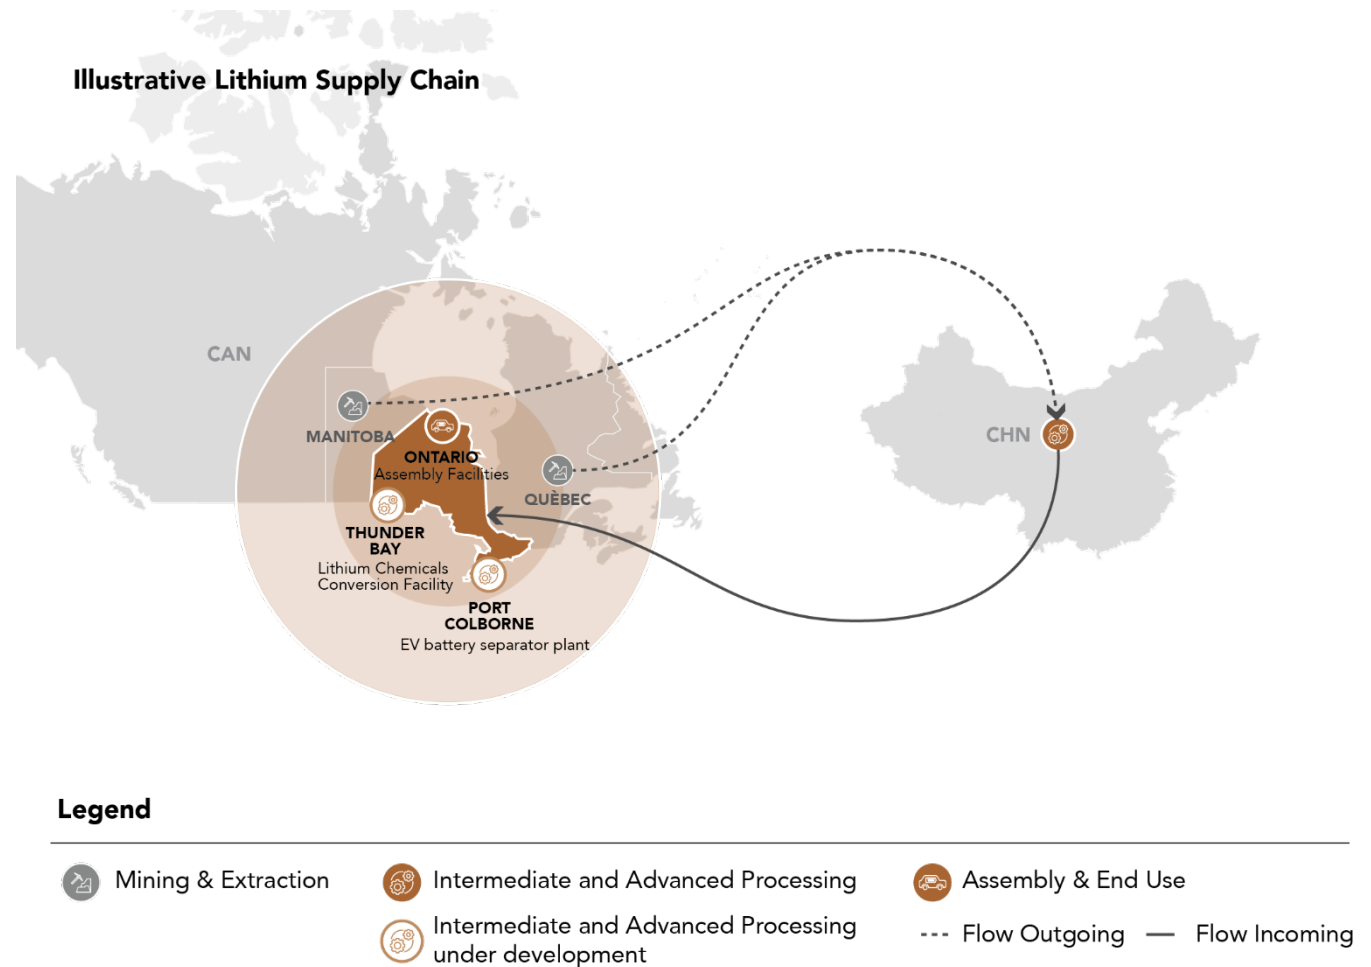 Illustrative Lithium Supply Chain
CAN
MANITOBA
ONTARIO
Assembly Facilities
QUÈBEC
CHN
THUNDER
BAY
Lithium Chemicals
Conversion Facility
PORT
COLBORNE
EV battery separator plant
Legend
Mining & Extraction
Intermediate and Advanced Processing
Assembly & End Use
Intermediate and Advanced Processing
under development
Flow Outgoing
Flow Incoming